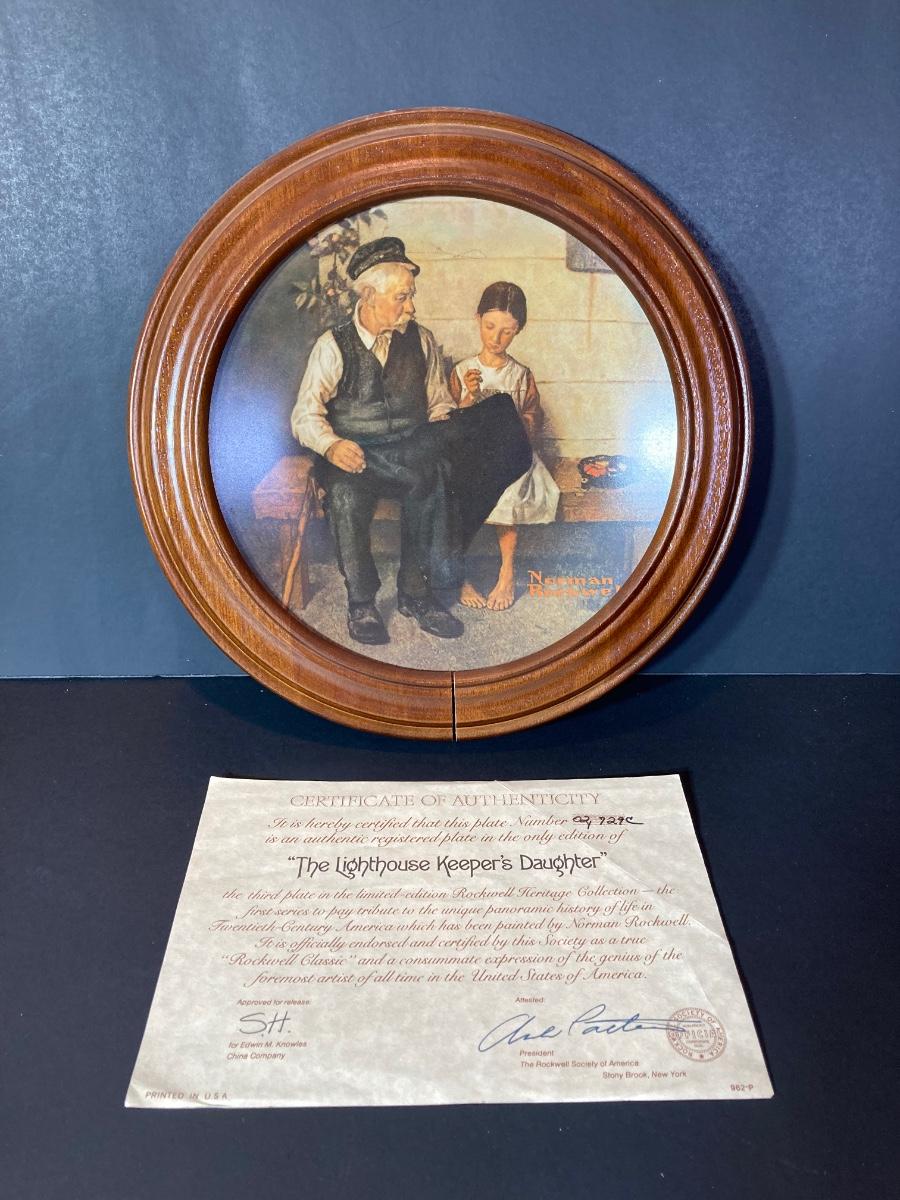 Norman
Rockwell
CERTIFICATE OF AUTHENTICITY
It is hereby certified that this plate Number
is an authentic registered plate in the only edition of
"The Lighthouse Keeper's Daughter"
the third plate in the limited-edition Rockwell Heritage Collection — the
first series to pay tribute to the unique panoramic history of life in
Twentieth-Century America which has been painted by Norman Rockwell.
It is officially endorsed and certified by this Society as a true
"Rockwell Classic" and a consummate expression of the genius of the
foremost artist of all time in the United States of America.
Approved for release:
SH.
for Edwin M. Knowles
China Company
Attested:
President
The Rockwell Society of America
Stony Brook, New York
ROCKWELL SOCIETY OF AMERICA
OFFICIAL
PRINTED IN U.S.A.
962-P